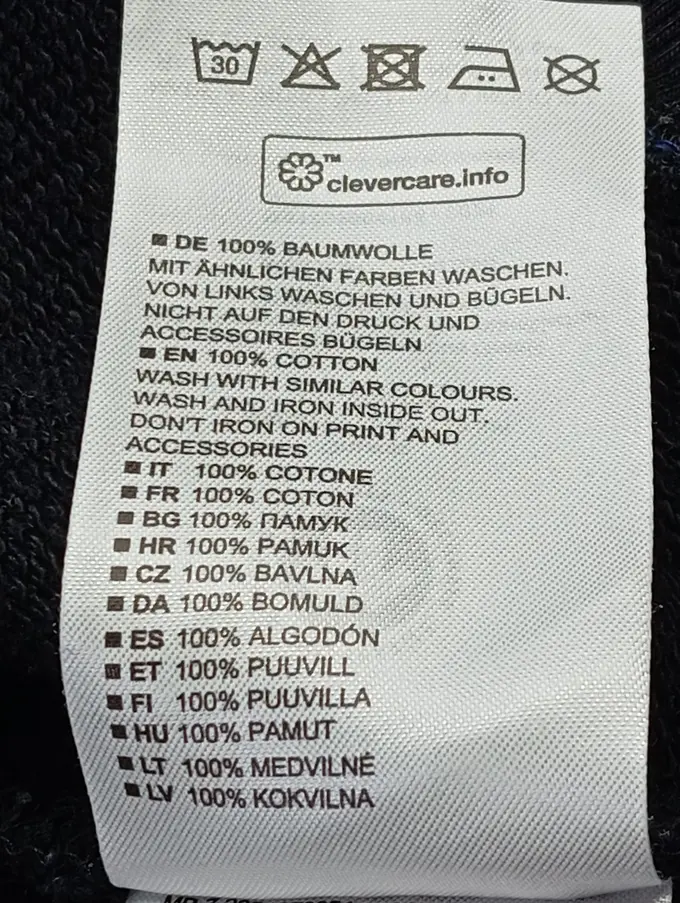 30
TM
clevercare.info
DE 100% BAUMWOLLE
MIT ÄHNLICHEN FARBEN WASCHEN.
VON LINKS WASCHEN UND BÜGELN.
NICHT AUF DEN DRUCK UND
ACCESSOIRES BÜGELN
EN 100% COTTON
WASH WITH SIMILAR COLOURS.
WASH AND IRON INSIDE OUT.
DON'T IRON ON PRINT AND
ACCESSORIES
IT 100% COTONE
FR 100% COTON
BG 100% ПАМУК
HR 100% PAMUK
CZ 100% BAVLNA
DA 100% BOMULD
ES 100% ALGODÓN
ET 100% PUUVILL
FI 100% PUUVILLA
HU 100% PAMUT
LT 100% MEDVILNÉ
LV 100% KOKVILNA